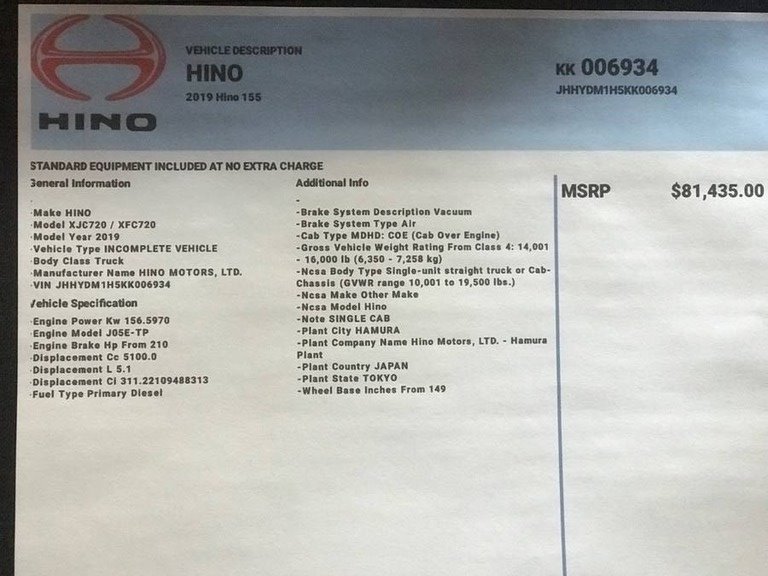 HINO
VEHICLE DESCRIPTION
HINO
2019 Hino 155
KK 006934
JHHYDM1H5KK006934
STANDARD EQUIPMENT INCLUDED AT NO EXTRA CHARGE
General Information
-
-Make HINO
-Model XJC720 / XFC720
-Model Year 2019
-Vehicle Type INCOMPLETE VEHICLE
-Body Class Truck
-Manufacturer Name HINO MOTORS, LTD.
-VIN JHHYDM1H5KK006934
Vehicle Specification
-Engine Power Kw 156.5970
-Engine Model J05E-TP
-Engine Brake Hp From 210
-Displacement Cc 5100.0
-Displacement L 5.1
-Displacement Ci 311.22109488313
-Fuel Type Primary Diesel
Additional Info
-
-Brake System Description Vacuum
-Brake System Type Air
-Cab Type MDHD: COE (Cab Over Engine)
-Gross Vehicle Weight Rating From Class 4: 14,001
- 16,000 lb (6,350 - 7,258 kg)
-Ncsa Body Type Single-unit straight truck or Cab-
Chassis (GVWR range 10,001 to 19,500 lbs.)
-Ncsa Make Other Make
-Ncsa Model Hino
-Note SINGLE CAB
-Plant City HAMURA
-Plant Company Name Hino Motors, LTD. - Hamura
Plant
-Plant Country JAPAN
-Plant State TOKYO
-Wheel Base Inches From 149
MSRP $81,435.00